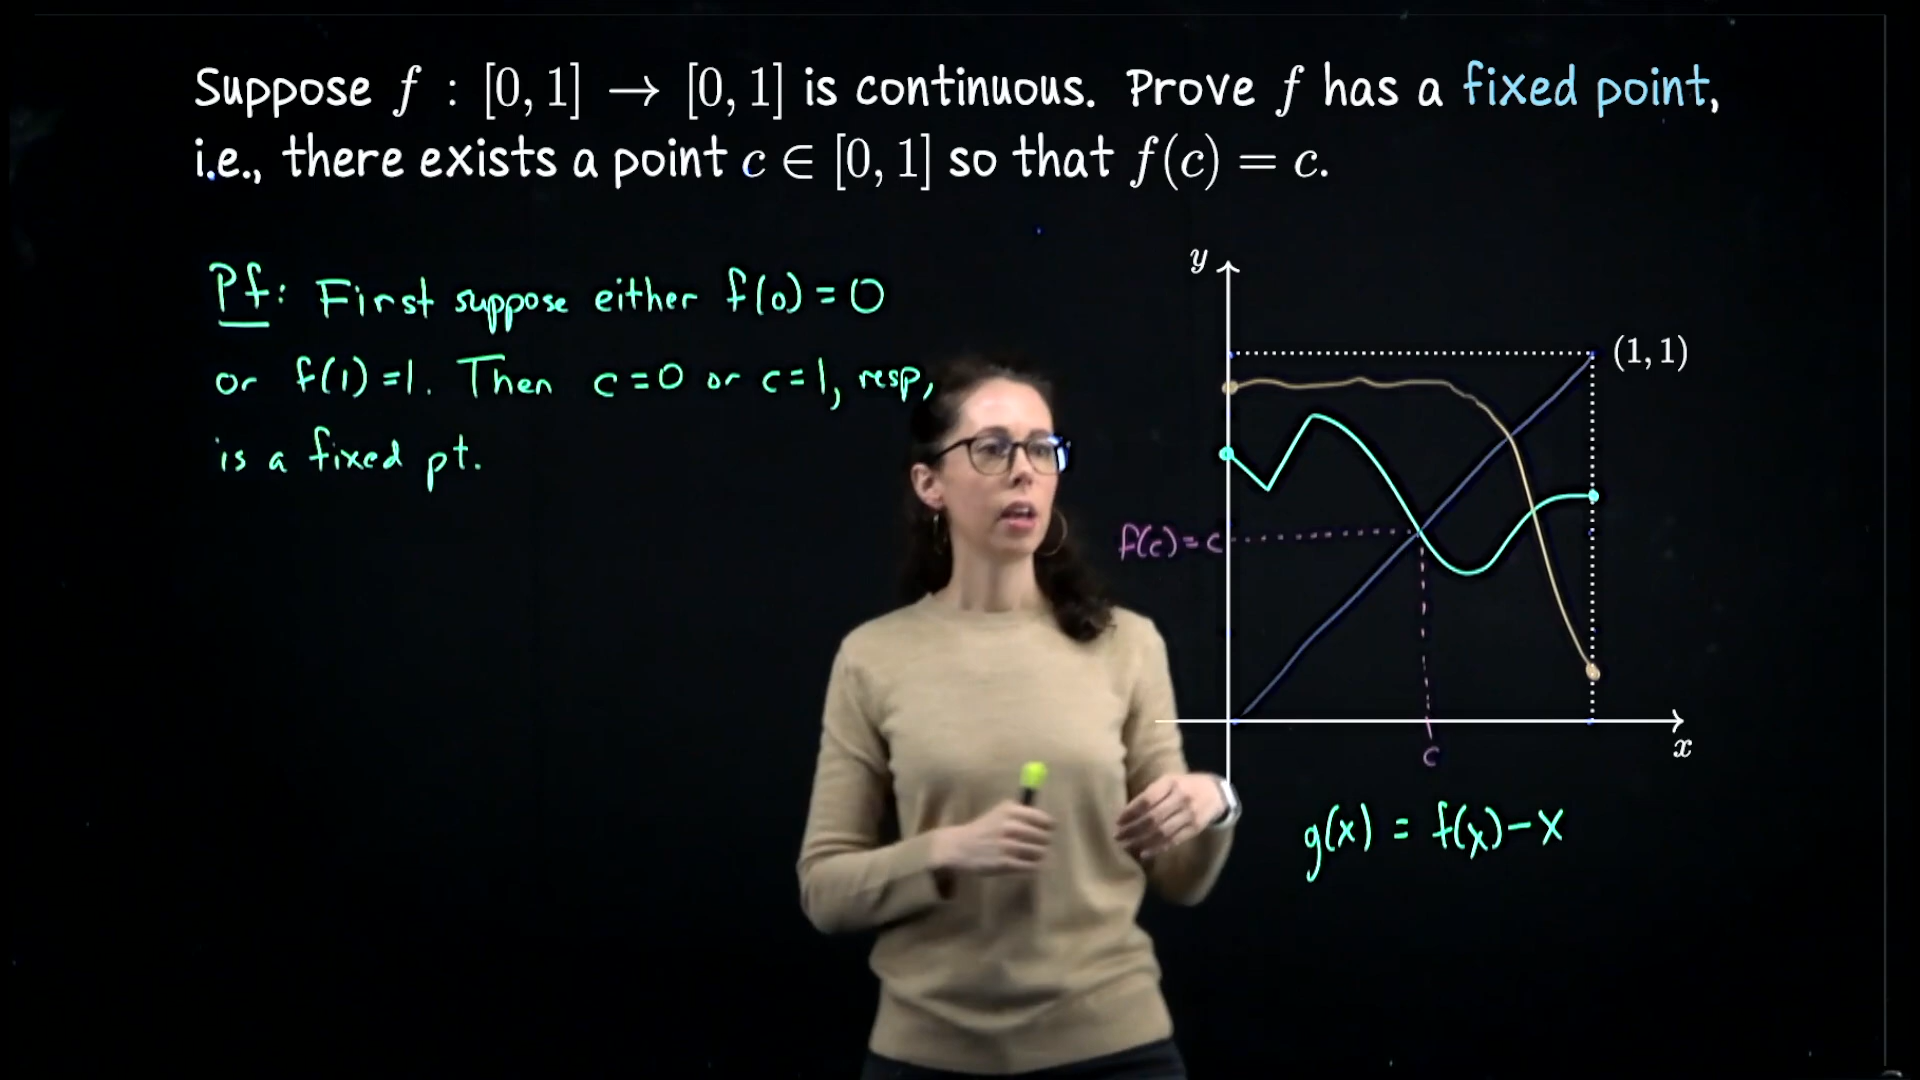 Suppose f : [0, 1] → [0, 1] is continuous. Prove f has a fixed point,
i.e., there exists a point c ∈ [0, 1] so that f(c) = c.
Pf: First suppose either f(0) = 0
or f(1) = 1. Then c = 0 or c = 1, resp,
is a fixed pt.
y
(1, 1)
f(c) = c
x
c
g(x) = f(x) - x